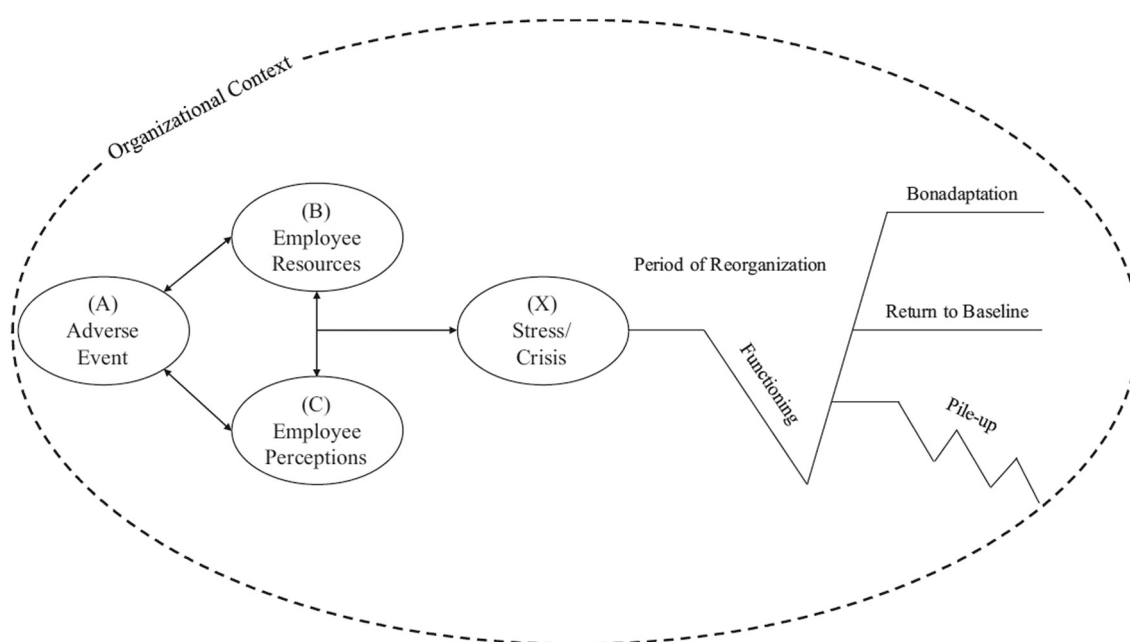 Organizational Context
(A)
Adverse
Event
(B)
Employee
Resources
(C)
Employee
Perceptions
(X)
Stress/
Crisis
Period of Reorganization
Functioning
Bonadaptation
Return to Baseline
Pile-up